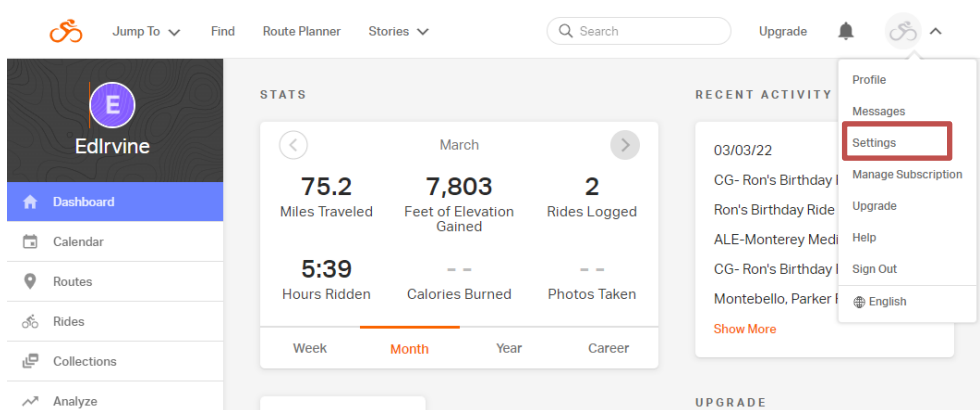 Jump To Find Route Planner Stories Search Upgrade
E
EdIrvine
Dashboard
Calendar
Routes
Rides
Collections
Analyze
STATS
March
75.2 7,803 2
Miles Traveled Feet of Elevation Gained Rides Logged
5:39 - - - -
Hours Ridden Calories Burned Photos Taken
Week Month Year Career
RECENT ACTIVITY
03/03/22
CG- Ron's Birthday
Ron's Birthday Ride
ALE-Monterey Medi
CG- Ron's Birthday
Montebello, Parker
Show More
UPGRADE
Profile
Messages
Settings
Manage Subscription
Upgrade
Help
Sign Out
English